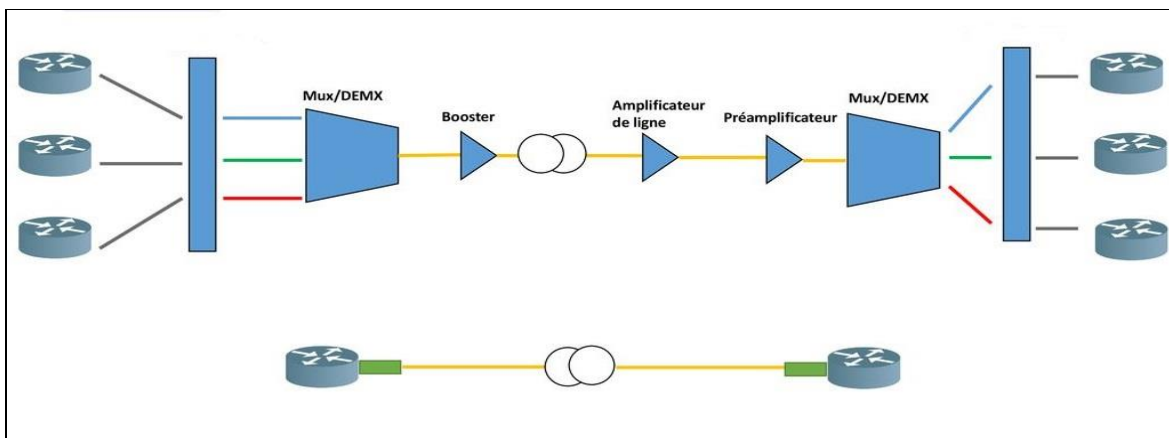 Mux/DEMX
Booster
Amplificateur
de ligne
Préamplificateur
Mux/DEMX